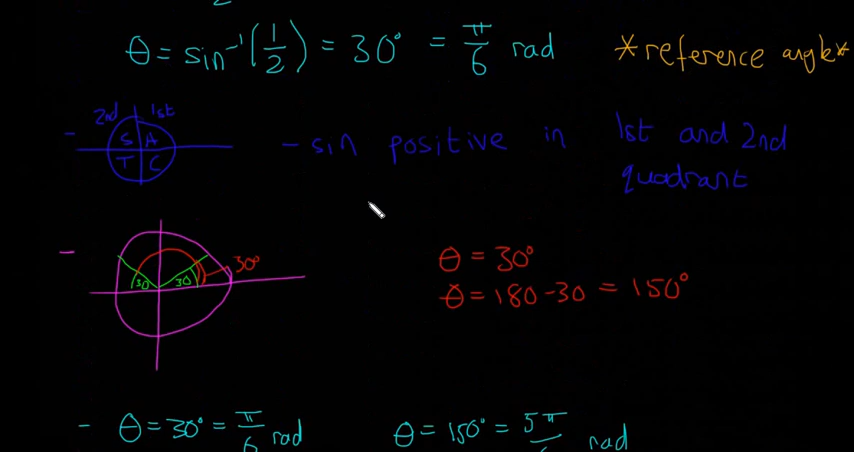 θ = sin⁻¹(1/2) = 30° = π/6 rad *reference angle*
2nd 1st
S A
T C
- - sin positive in 1st and 2nd
quadrant
-
30°
30 30
θ = 30°
θ = 180 - 30 = 150°
- θ = 30° = π/6 rad θ = 150° = 5π/6 rad